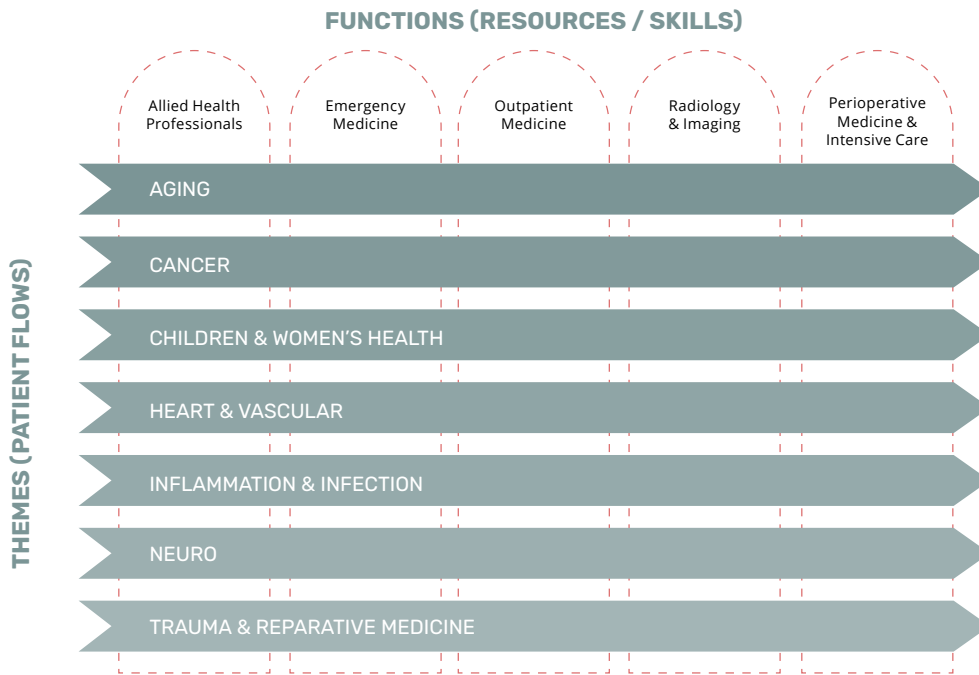 FUNCTIONS (RESOURCES / SKILLS)
Allied Health
Professionals
Emergency
Medicine
Outpatient
Medicine
Radiology
& Imaging
Perioperative
Medicine &
Intensive Care
THEMES (PATIENT FLOWS)
AGING
CANCER
CHILDREN & WOMEN’S HEALTH
HEART & VASCULAR
INFLAMMATION & INFECTION
NEURO
TRAUMA & REPARATIVE MEDICINE